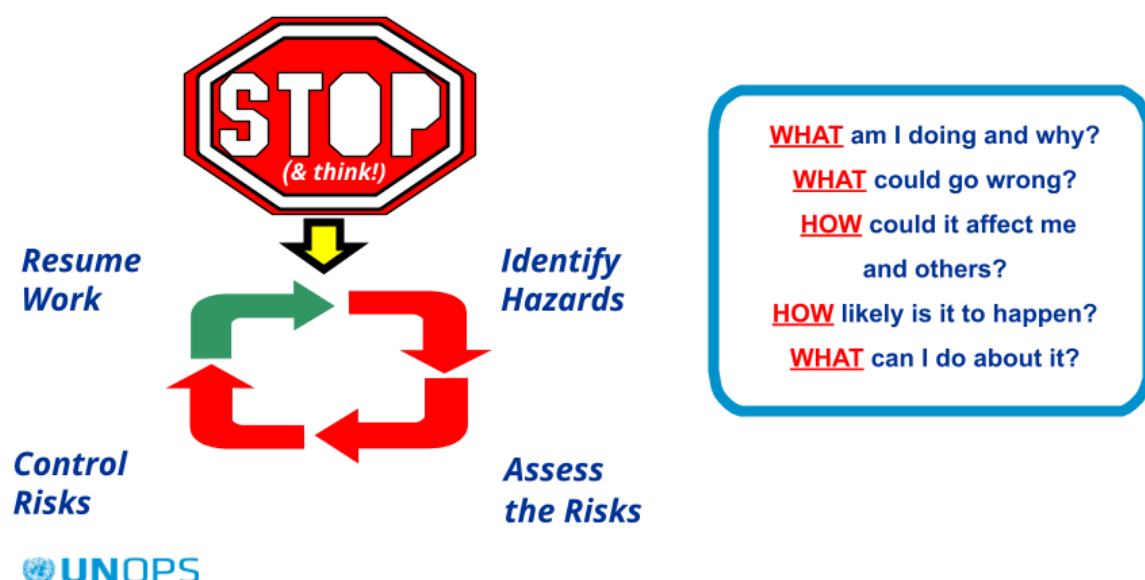 STOP
(& think!)
Resume
Work
Identify
Hazards
Control
Risks
Assess
the Risks
WHAT am I doing and why?
WHAT could go wrong?
HOW could it affect me
and others?
HOW likely is it to happen?
WHAT can I do about it?
UNOPS